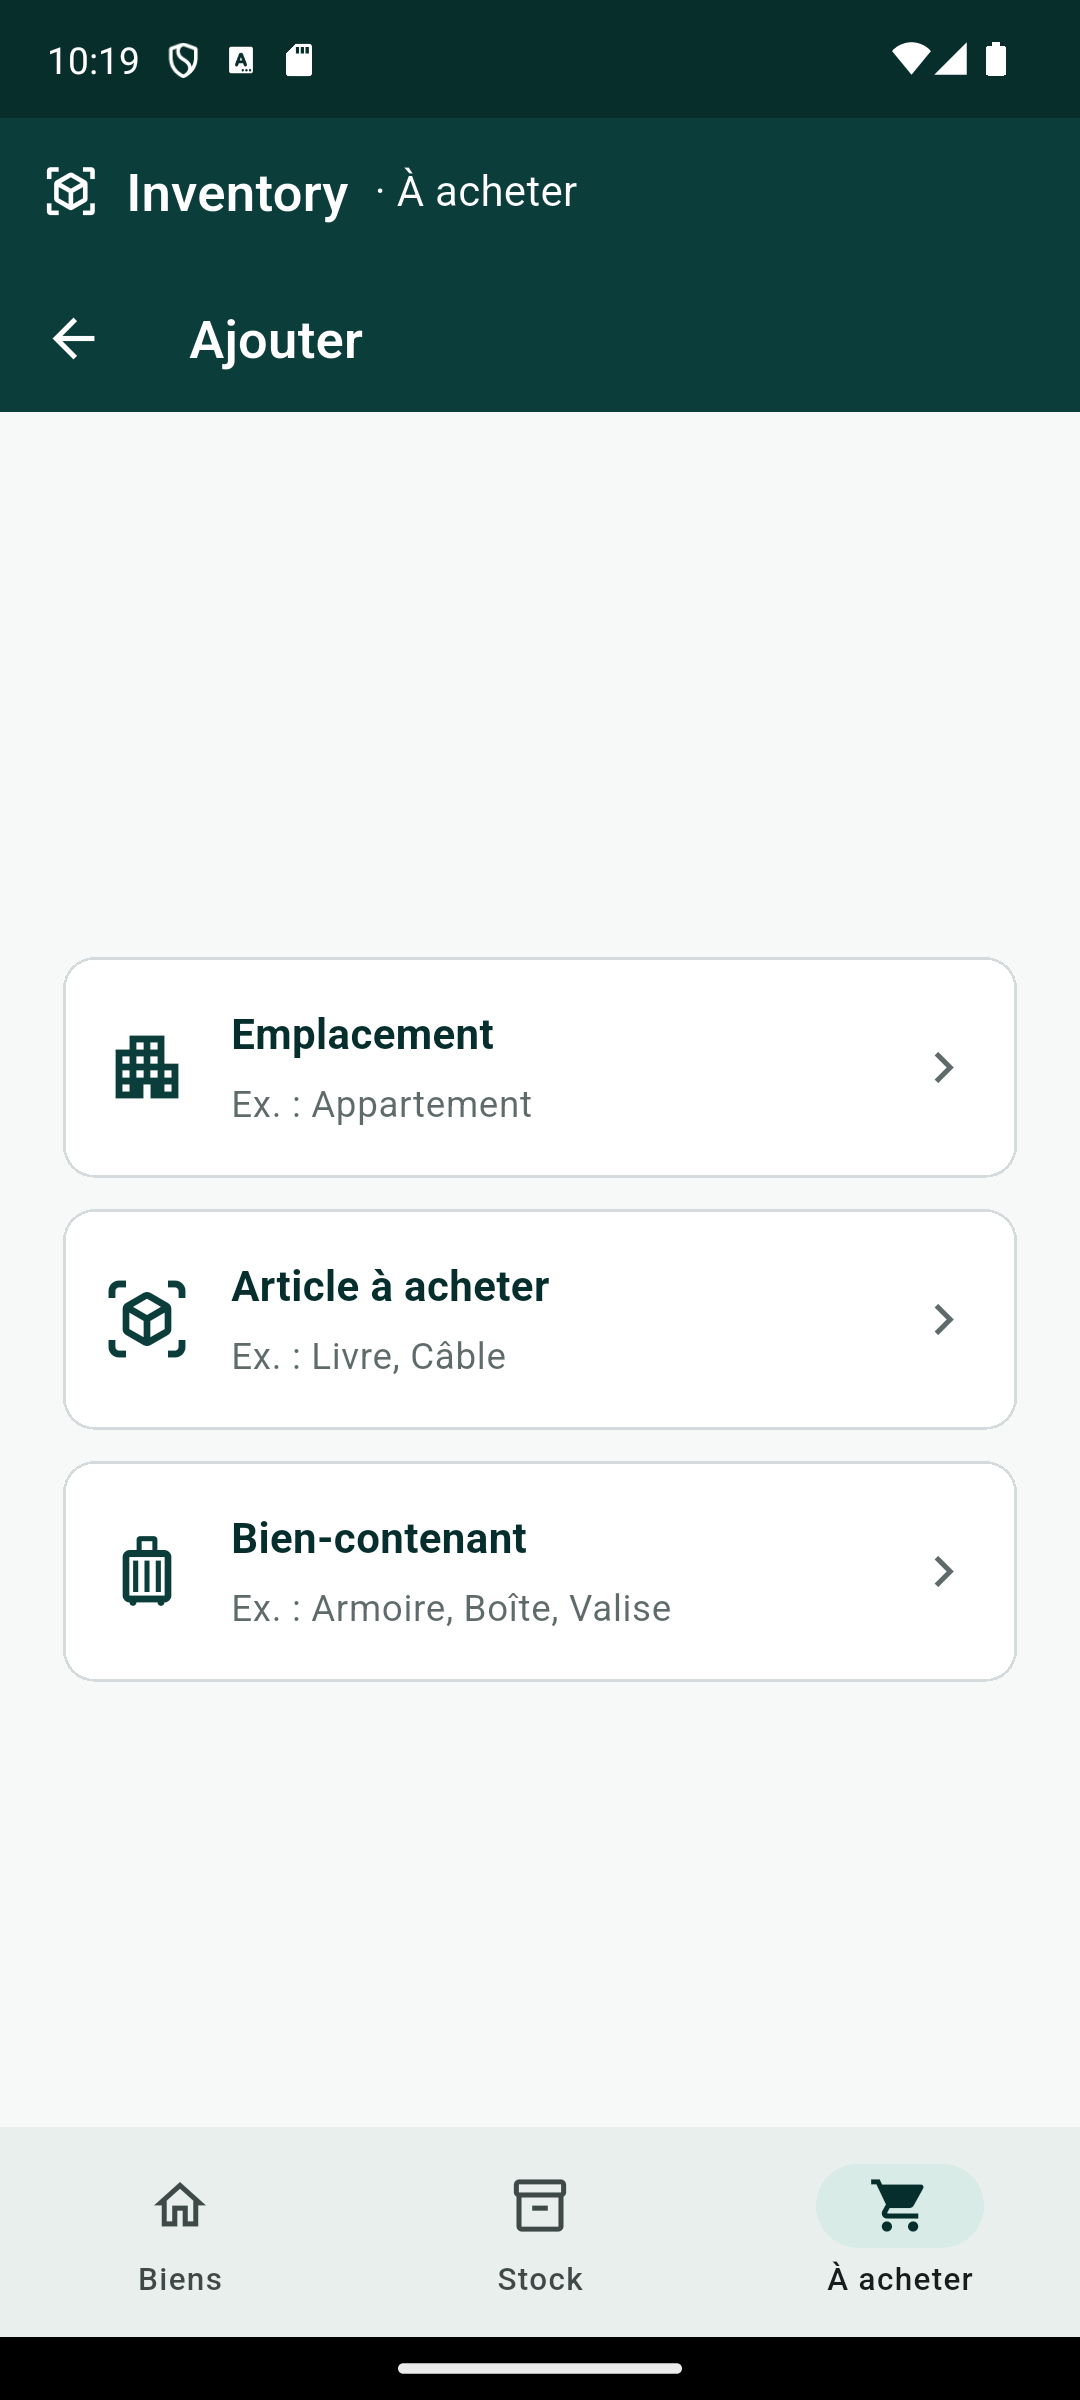 10:19
Inventory · À acheter
Ajouter
Emplacement
Ex. : Appartement
Article à acheter
Ex. : Livre, Câble
Bien-contenant
Ex. : Armoire, Boîte, Valise
Biens
Stock
À acheter